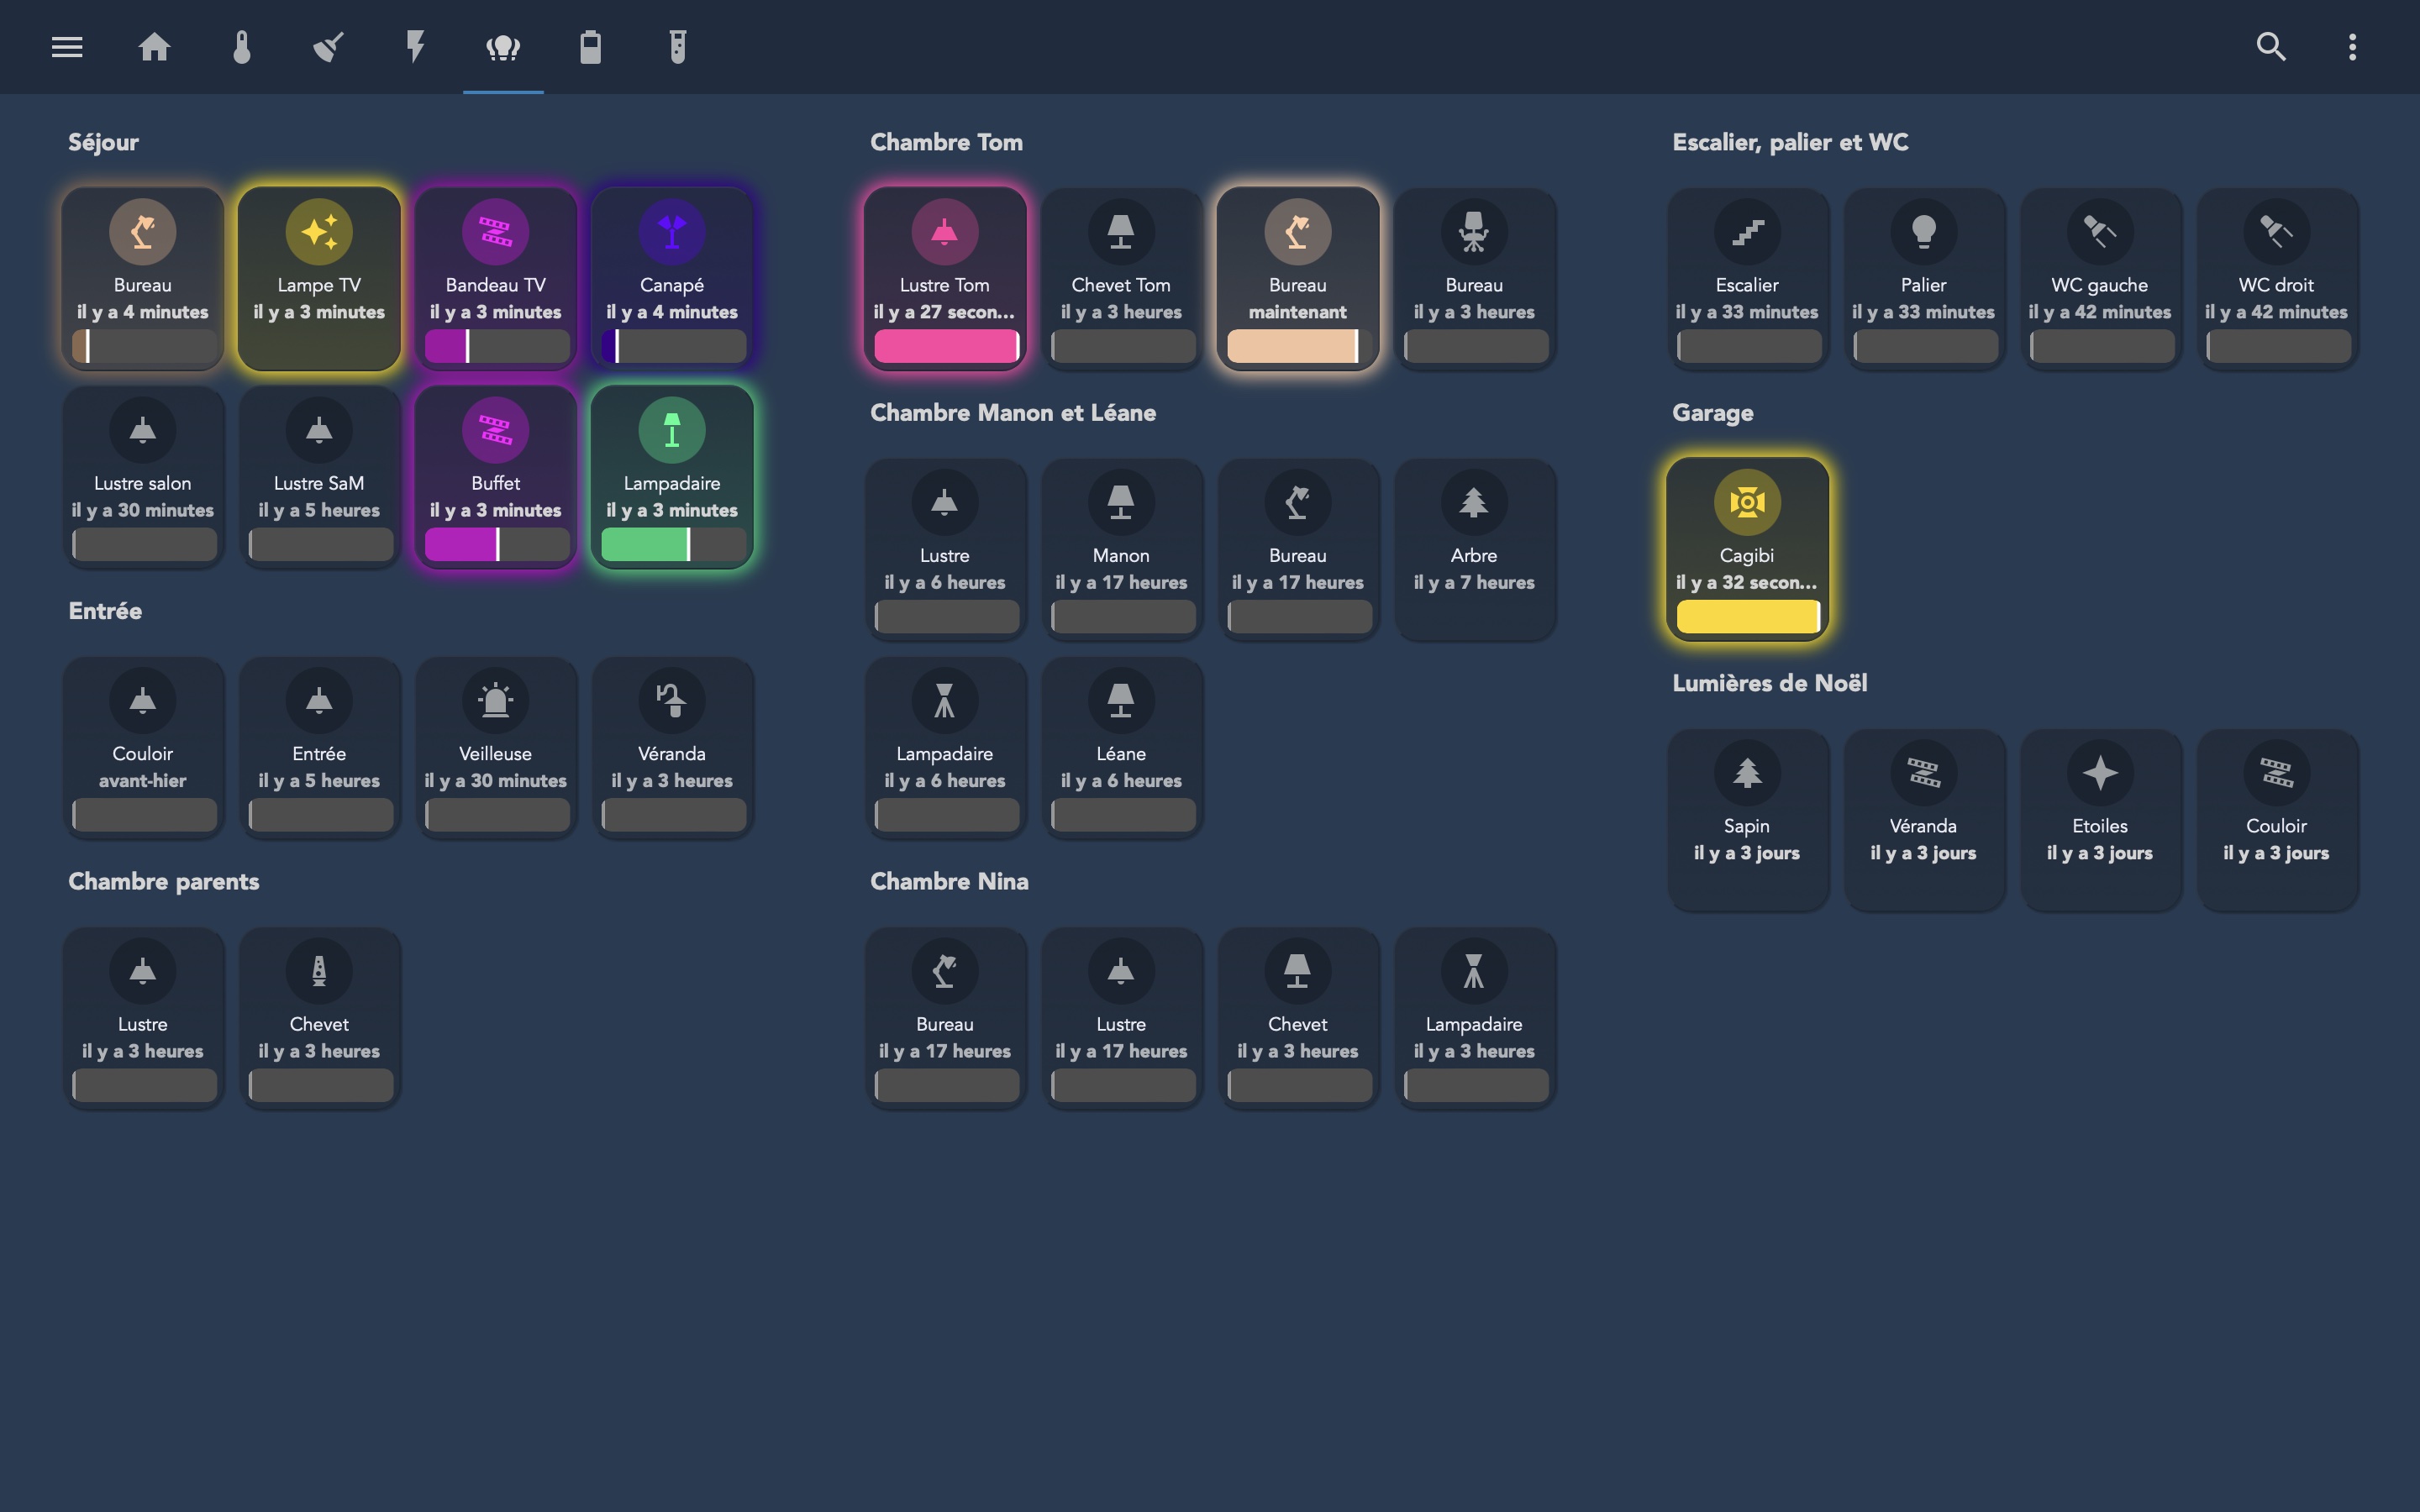 Séjour
Bureau
il y a 4 minutes
Lampe TV
il y a 3 minutes
Bandeau TV
il y a 3 minutes
Canapé
il y a 4 minutes
Lustre salon
il y a 30 minutes
Lustre SaM
il y a 5 heures
Buffet
il y a 3 minutes
Lampadaire
il y a 3 minutes
Entrée
Couloir
avant-hier
Entrée
il y a 5 heures
Veilleuse
il y a 30 minutes
Véranda
il y a 3 heures
Chambre parents
Lustre
il y a 3 heures
Chevet
il y a 3 heures
Chambre Tom
Lustre Tom
il y a 27 secon...
Chevet Tom
il y a 3 heures
Bureau
maintenant
Bureau
il y a 3 heures
Chambre Manon et Léane
Lustre
il y a 6 heures
Manon
il y a 17 heures
Bureau
il y a 17 heures
Arbre
il y a 7 heures
Lampadaire
il y a 6 heures
Léane
il y a 6 heures
Chambre Nina
Bureau
il y a 17 heures
Lustre
il y a 17 heures
Chevet
il y a 3 heures
Lampadaire
il y a 3 heures
Escalier, palier et WC
Escalier
il y a 33 minutes
Palier
il y a 33 minutes
WC gauche
il y a 42 minutes
WC droit
il y a 42 minutes
Garage
Cagibi
il y a 32 secon...
Lumières de Noël
Sapin
il y a 3 jours
Véranda
il y a 3 jours
Etoiles
il y a 3 jours
Couloir
il y a 3 jours